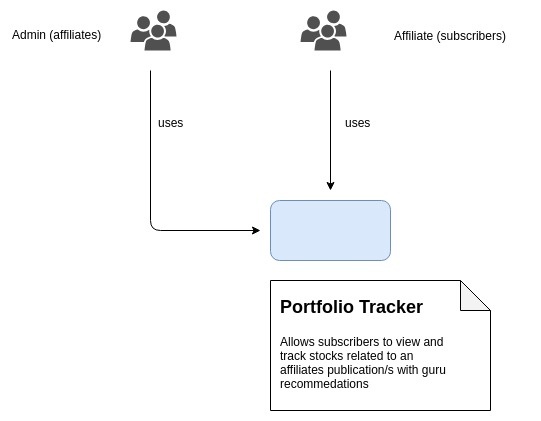 Admin (affiliates)
Affiliate (subscribers)
uses
uses
Portfolio Tracker
Allows subscribers to view and
track stocks related to an
affiliates publication/s with guru
recommedations